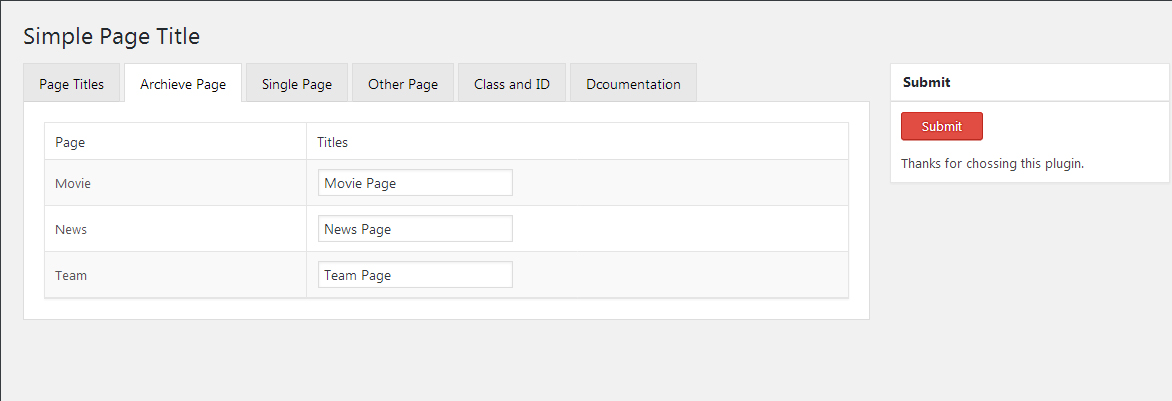 Simple Page Title
Page Titles Archieve Page Single Page Other Page Class and ID Dcoumentation
Page Titles
Movie Movie Page
News News Page
Team Team Page
Submit
Submit
Thanks for chossing this plugin.